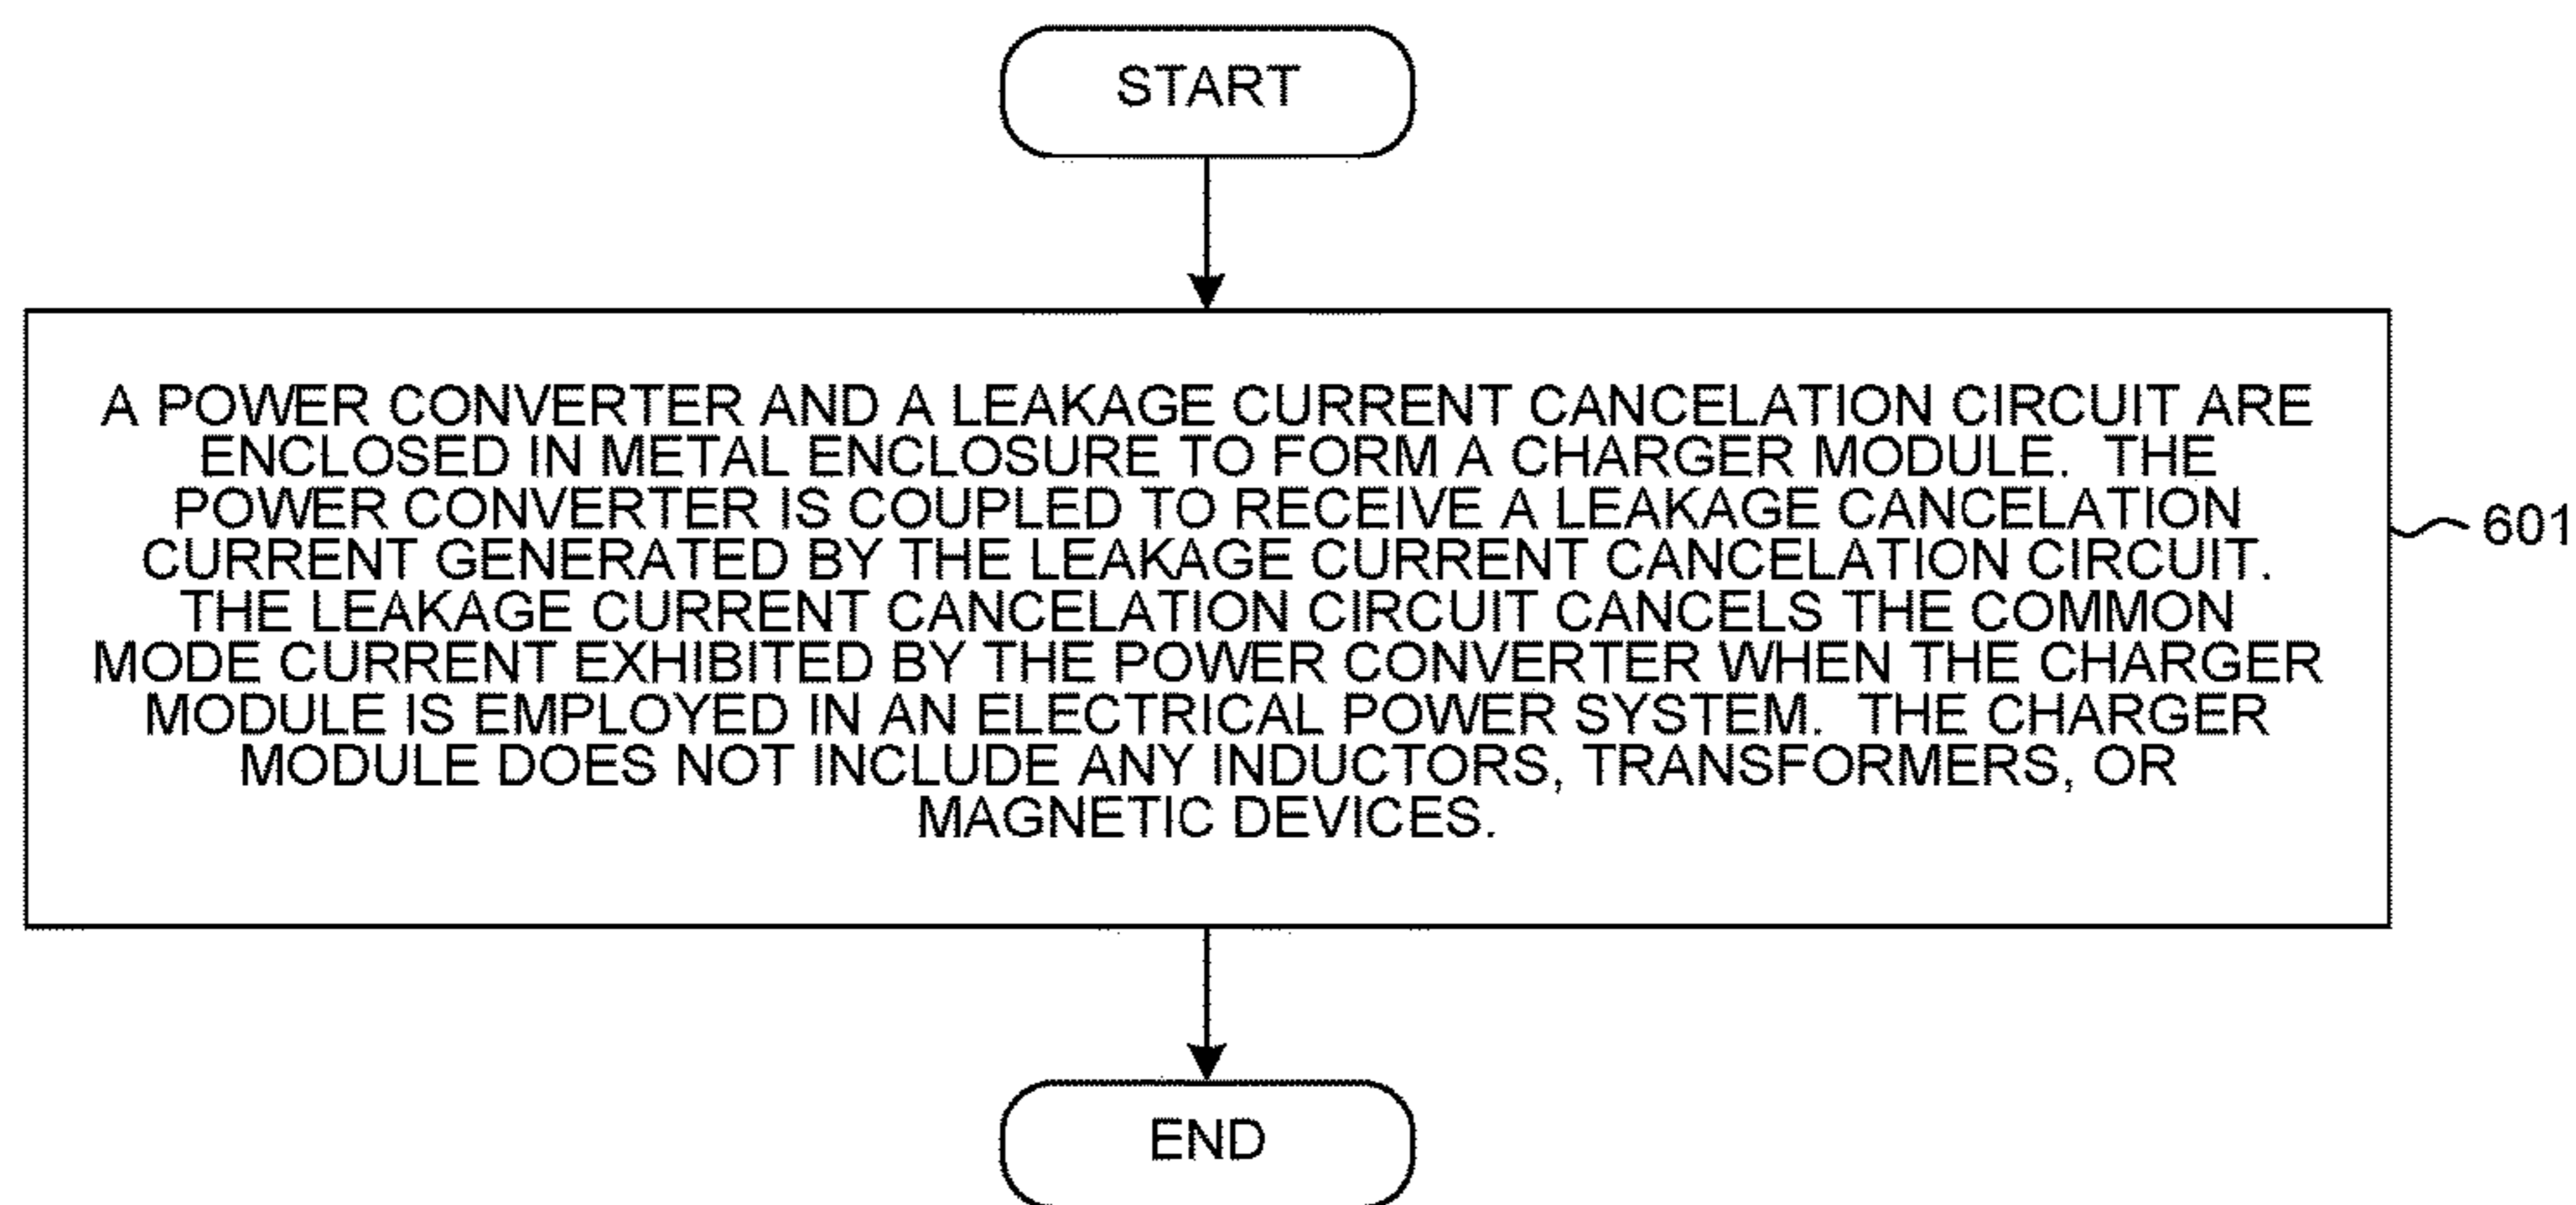 START
A POWER CONVERTER AND A LEAKAGE CURRENT CANCELATION CIRCUIT ARE
ENCLOSED IN METAL ENCLOSURE TO FORM A CHARGER MODULE. THE
POWER CONVERTER IS COUPLED TO RECEIVE A LEAKAGE CANCELATION
CURRENT GENERATED BY THE LEAKAGE CURRENT CANCELATION CIRCUIT.
THE LEAKAGE CURRENT CANCELATION CIRCUIT CANCELS THE COMMON
MODE CURRENT EXHIBITED BY THE POWER CONVERTER WHEN THE CHARGER
MODULE IS EMPLOYED IN AN ELECTRICAL POWER SYSTEM. THE CHARGER
MODULE DOES NOT INCLUDE ANY INDUCTORS, TRANSFORMERS, OR
MAGNETIC DEVICES.
601
END